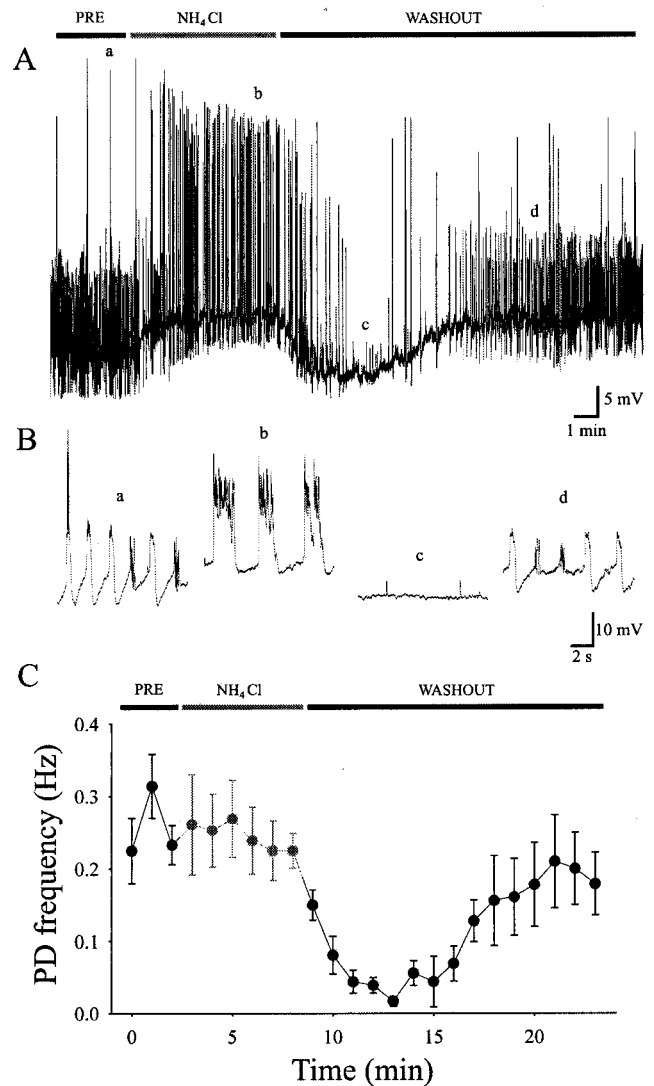 PRE NH₄Cl WASHOUT
A
a
b
c
d
5 mV
1 min
B
a
b
c
d
10 mV
2 s
C
PRE NH₄Cl WASHOUT
PD frequency (Hz)
0.4
0.3
0.2
0.1
0.0
0 5 10 15 20
Time (min)